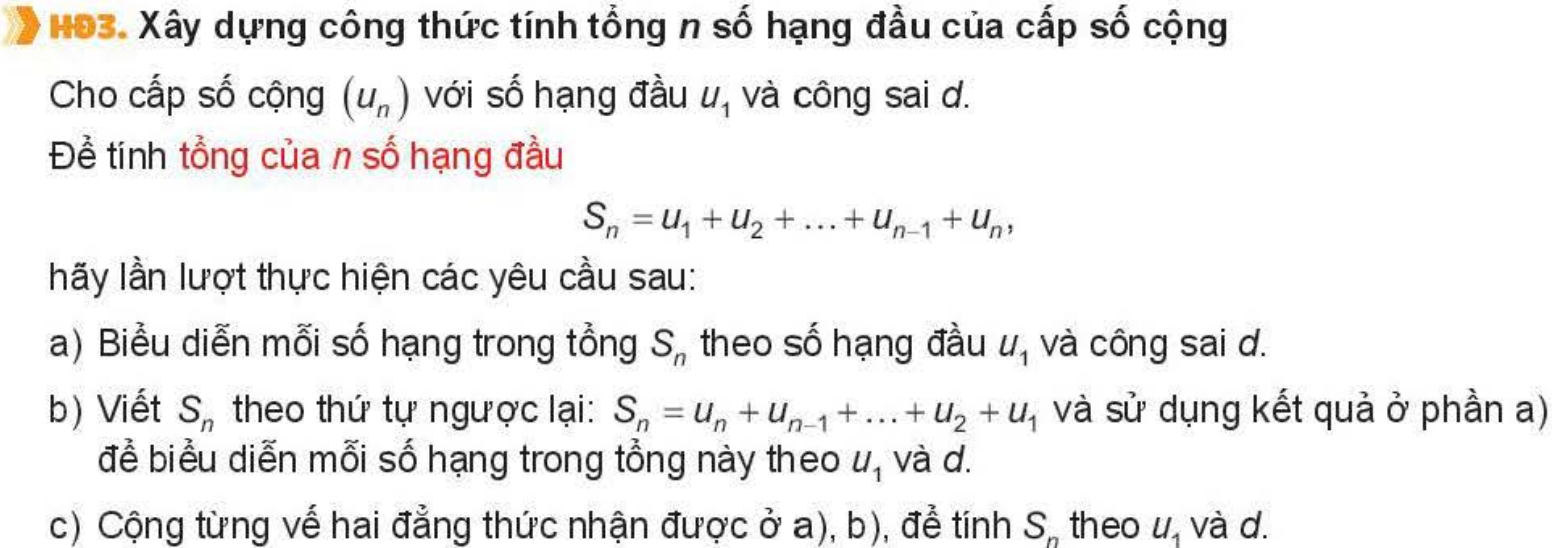 HĐ3. Xây dựng công thức tính tổng n số hạng đầu của cấp số cộng
Cho cấp số cộng (uₙ) với số hạng đầu u₁ và công sai d.
Để tính tổng của n số hạng đầu
Sₙ = u₁ + u₂ + ... + uₙ₋₁ + uₙ,
hãy lần lượt thực hiện các yêu cầu sau:
a) Biểu diễn mỗi số hạng trong tổng Sₙ theo số hạng đầu u₁ và công sai d.
b) Viết Sₙ theo thứ tự ngược lại: Sₙ = uₙ + uₙ₋₁ + ... + u₂ + u₁ và sử dụng kết quả ở phần a)
để biểu diễn mỗi số hạng trong tổng này theo u₁ và d.
c) Cộng từng vế hai đẳng thức nhận được ở a), b), để tính Sₙ theo u₁ và d.